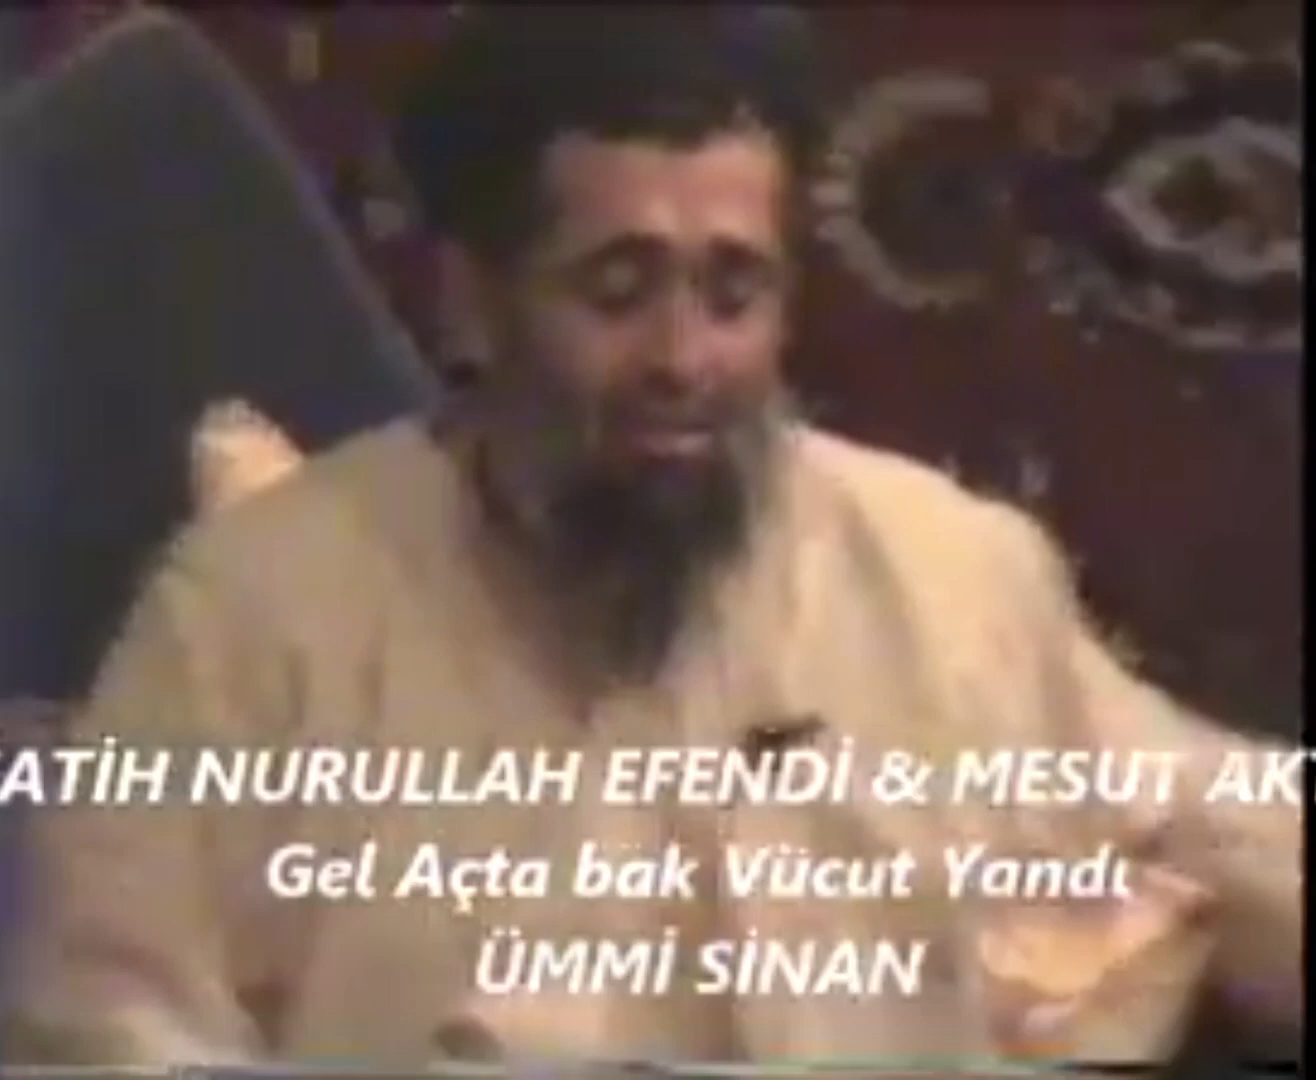 ATİH NURULLAH EFENDİ & MESUT AK
Gel Açta bak Vücut Yandı
ÜMMİ SİNAN